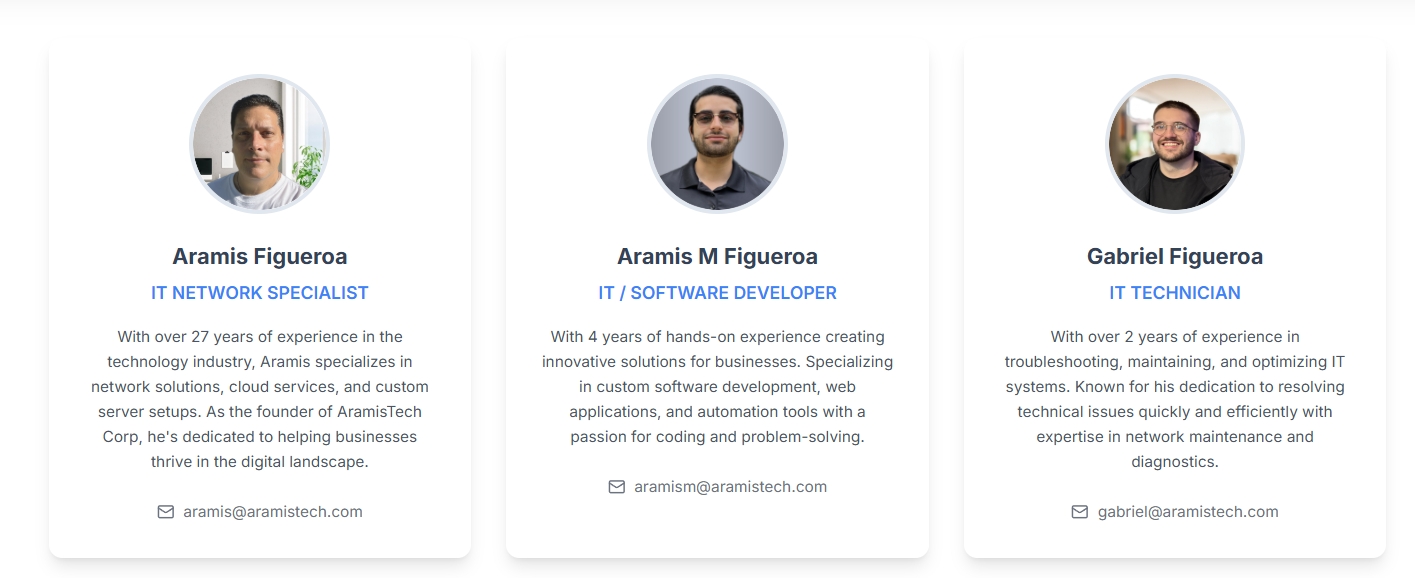 Aramis Figueroa
IT NETWORK SPECIALIST
With over 27 years of experience in the
technology industry, Aramis specializes in
network solutions, cloud services, and custom
server setups. As the founder of AramisTech
Corp, he's dedicated to helping businesses
thrive in the digital landscape.
aramis@aramistech.com
Aramis M Figueroa
IT / SOFTWARE DEVELOPER
With 4 years of hands-on experience creating
innovative solutions for businesses. Specializing
in custom software development, web
applications, and automation tools with a
passion for coding and problem-solving.
aramism@aramistech.com
Gabriel Figueroa
IT TECHNICIAN
With over 2 years of experience in
troubleshooting, maintaining, and optimizing IT
systems. Known for his dedication to resolving
technical issues quickly and efficiently with
expertise in network maintenance and
diagnostics.
gabriel@aramistech.com